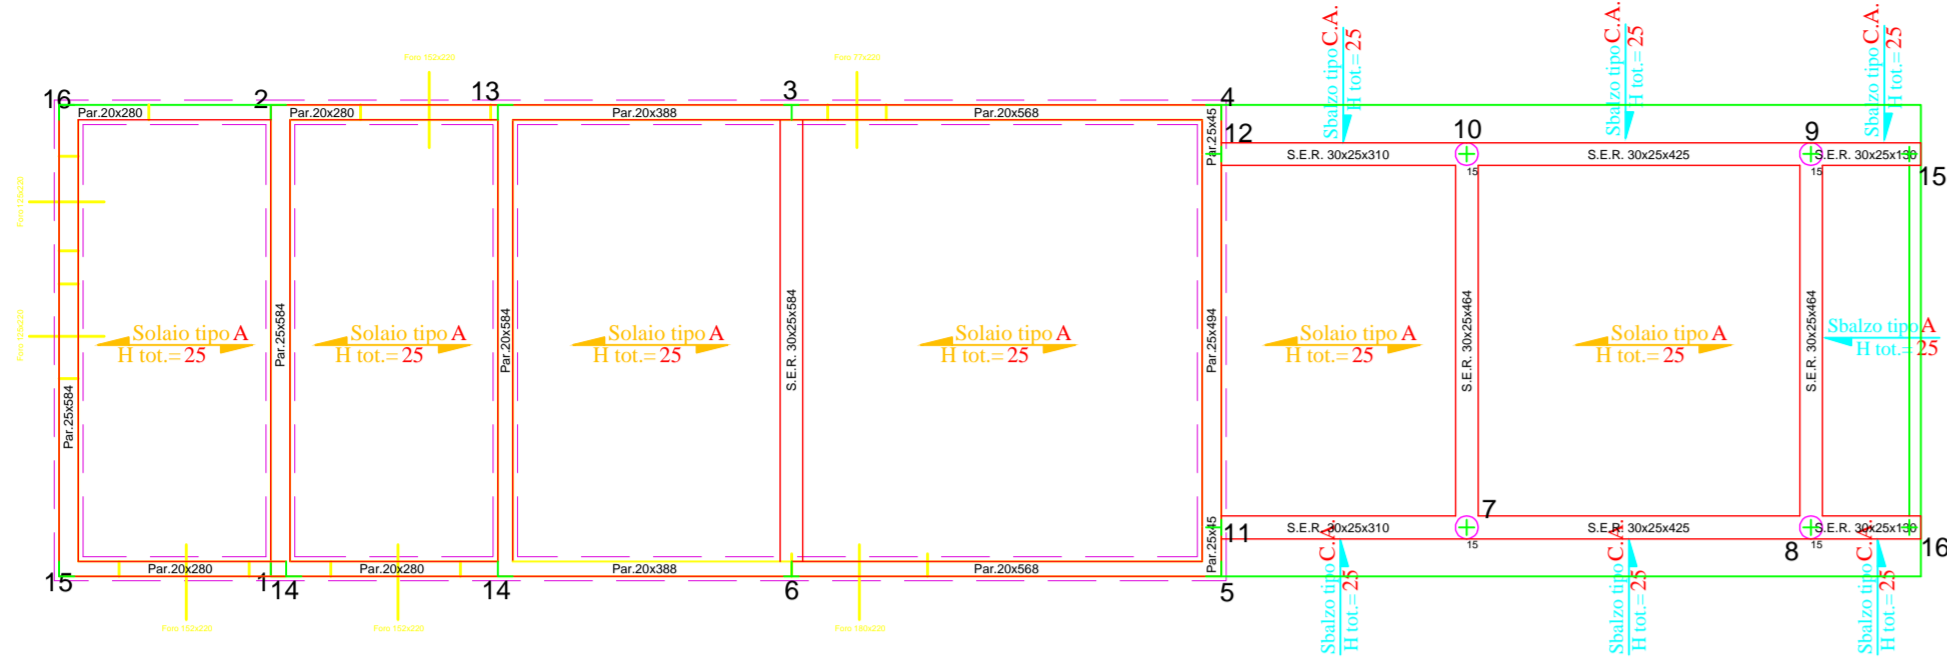 Foro 162x220
Foro 77x220
Sbalzo tipo C.A.
H tot.= 25
Sbalzo tipo C.A.
H tot.= 25
Sbalzo tipo C.A.
H tot.= 25
16
2
13
3
4
Par.20x280
Par.20x280
Par.20x388
Par.20x568
Par.25x45
12
10
9
15
S.E.R. 30x25x310
S.E.R. 30x25x425
S.E.R. 30x25x130
15
15
Par.25x584
Par.25x584
Par.20x584
S.E.R. 30x25x584
Par.25x494
S.E.R. 30x25x464
S.E.R. 30x25x464
Solaio tipo A
H tot.= 25
Solaio tipo A
H tot.= 25
Solaio tipo A
H tot.= 25
Solaio tipo A
H tot.= 25
Solaio tipo A
H tot.= 25
Solaio tipo A
H tot.= 25
Sbalzo tipo A
H tot.= 25
7
8
11
16
S.E.R. 30x25x310
S.E.R. 30x25x425
S.E.R. 30x25x130
15
15
Par.25x45
Par.20x280
Par.20x280
Par.20x388
Par.20x568
15
114
14
6
5
Sbalzo tipo C.A.
H tot.= 25
Sbalzo tipo C.A.
H tot.= 25
Sbalzo tipo C.A.
H tot.= 25